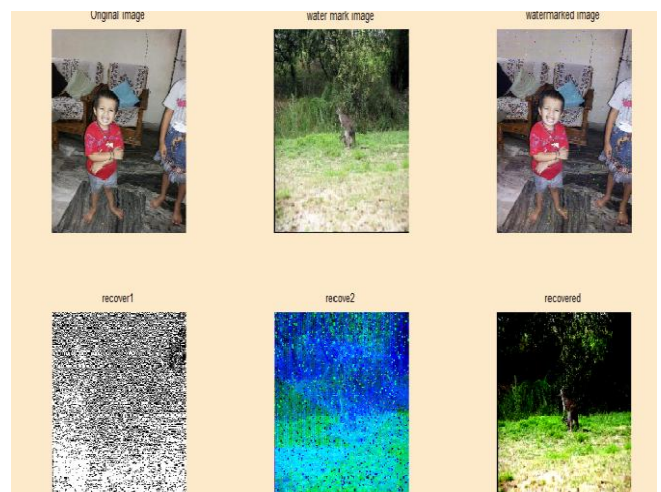 Original image
water mark image
watermarked image
recover1
recove2
recovered